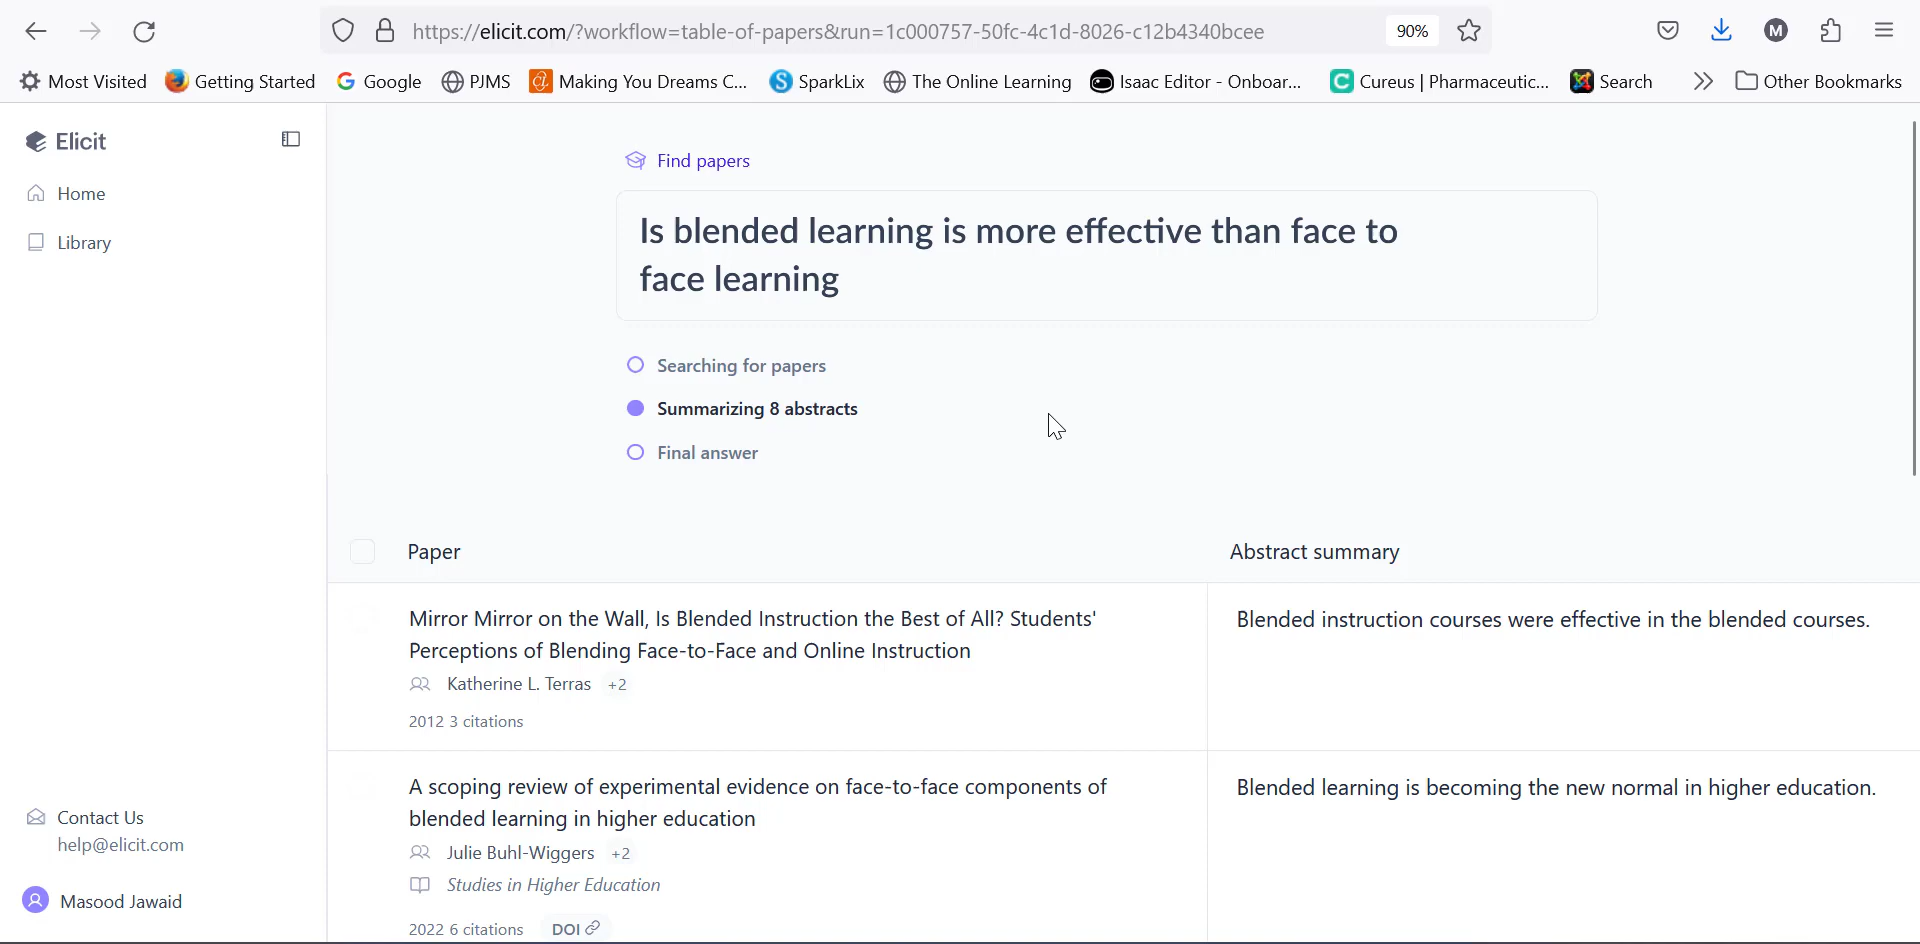 https://elicit.com/?workflow=table-of-papers&run=1c000757-50fc-4c1d-8026-c12b4340bcee 90% M
Most Visited Getting Started Google PJMS Making You Dreams C... SparkLix The Online Learning Isaac Editor - Onboar... Cureus | Pharmaceutic... Search Other Bookmarks
Elicit
Home
Library
Contact Us
help@elicit.com
Masood Jawaid
Find papers
Is blended learning is more effective than face to
face learning
Searching for papers
Summarizing 8 abstracts
Final answer
Paper Abstract summary
Mirror Mirror on the Wall, Is Blended Instruction the Best of All? Students'
Perceptions of Blending Face-to-Face and Online Instruction
Katherine L. Terras +2
2012 3 citations
Blended instruction courses were effective in the blended courses.
A scoping review of experimental evidence on face-to-face components of
blended learning in higher education
Julie Buhl-Wiggers +2
Studies in Higher Education
2022 6 citations DOI
Blended learning is becoming the new normal in higher education.